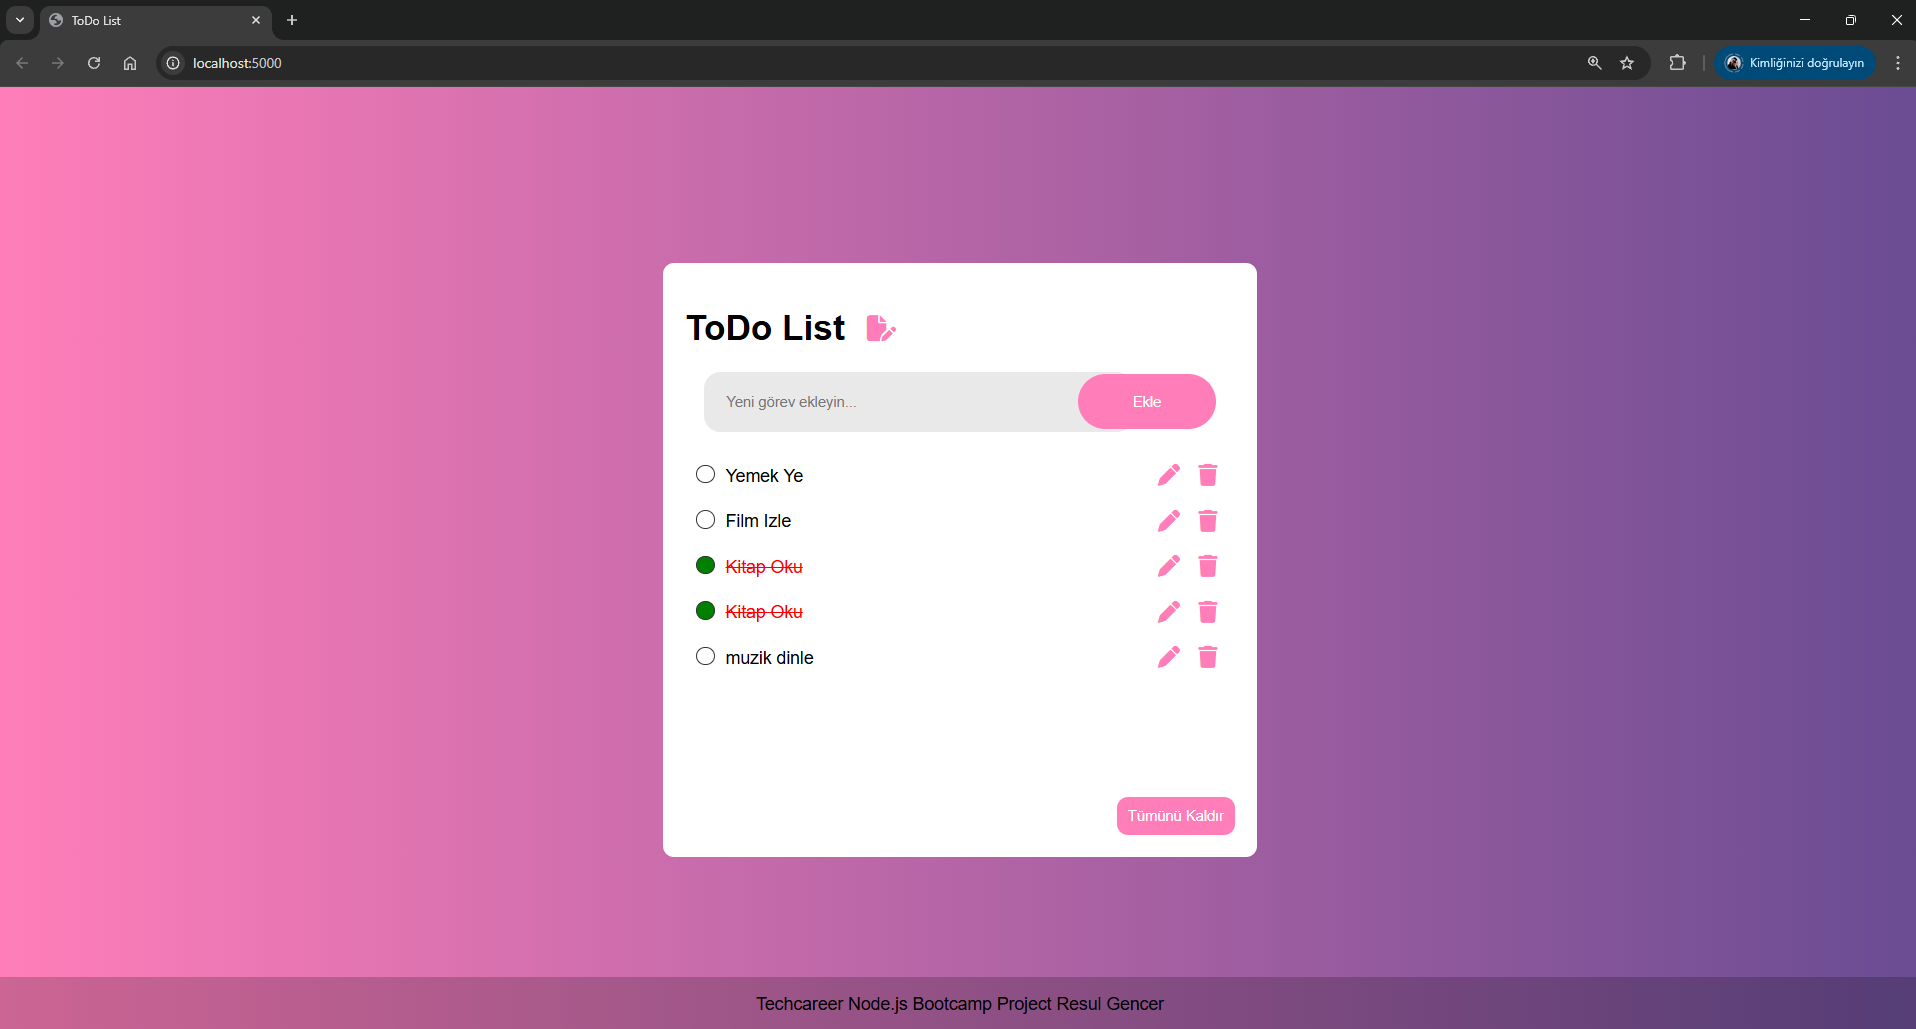 ToDo List
localhost:5000
Kimliğinizi doğrulayın
ToDo List
Yeni görev ekleyin...
Ekle
Yemek Ye
Film Izle
Kitap Oku
Kitap Oku
muzik dinle
Tümünü Kaldır
Techcareer Node.js Bootcamp Project Resul Gencer